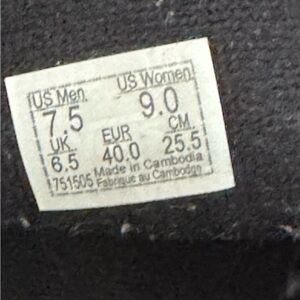 US Men US Women
7.5 9.0
UK EUR CM
6.5 40.0 25.5
Made in Cambodia
751505 Fabriqué au Cambodge